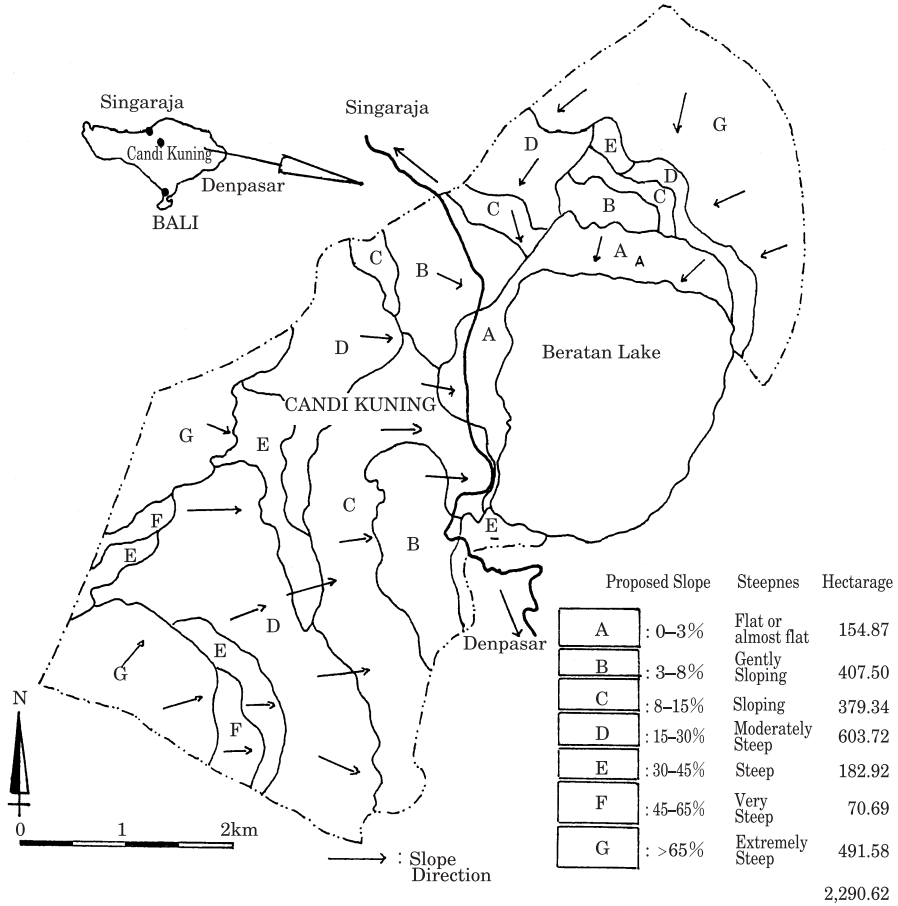 Singaraja
Candi Kuning
Denpasar
BALI
Singaraja
G
D
E
D
C
B
C
A
A
C
B
A
D
Beratan Lake
CANDI KUNING
G
E
F
C
E
B
E
D
E
G
F
Denpasar
N
0 1 2km
: Slope
Direction
Proposed Slope Steepnes Hectarage
A : 0–3% Flat or
almost flat 154.87
B : 3–8% Gently
Sloping 407.50
C : 8–15% Sloping 379.34
D : 15–30% Moderately
Steep 603.72
E : 30–45% Steep 182.92
F : 45–65% Very
Steep 70.69
G : >65% Extremely
Steep 491.58
2,290.62